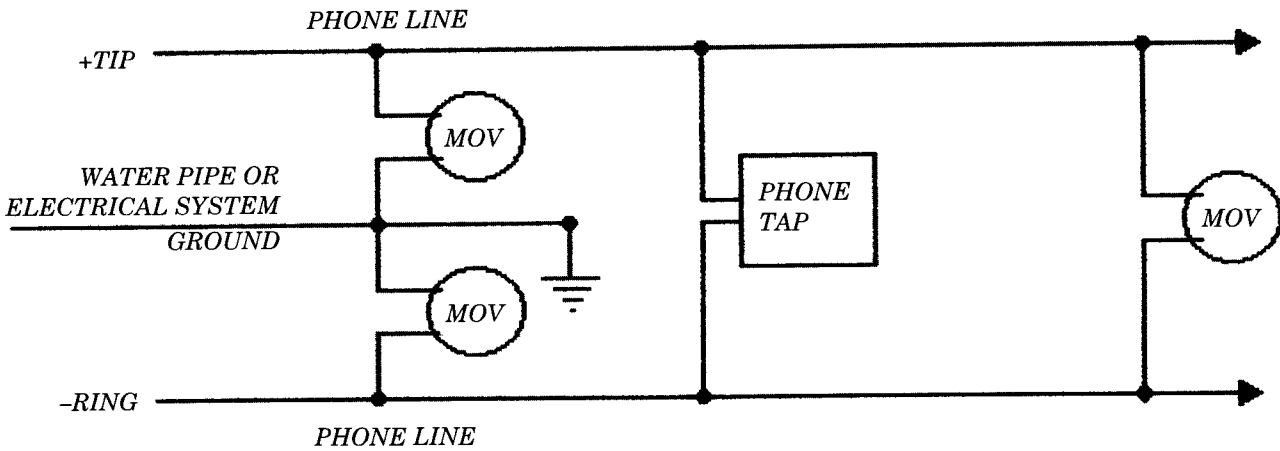 PHONE LINE
+TIP
MOV
WATER PIPE OR
ELECTRICAL SYSTEM
GROUND
PHONE
TAP
MOV
MOV
–RING
PHONE LINE